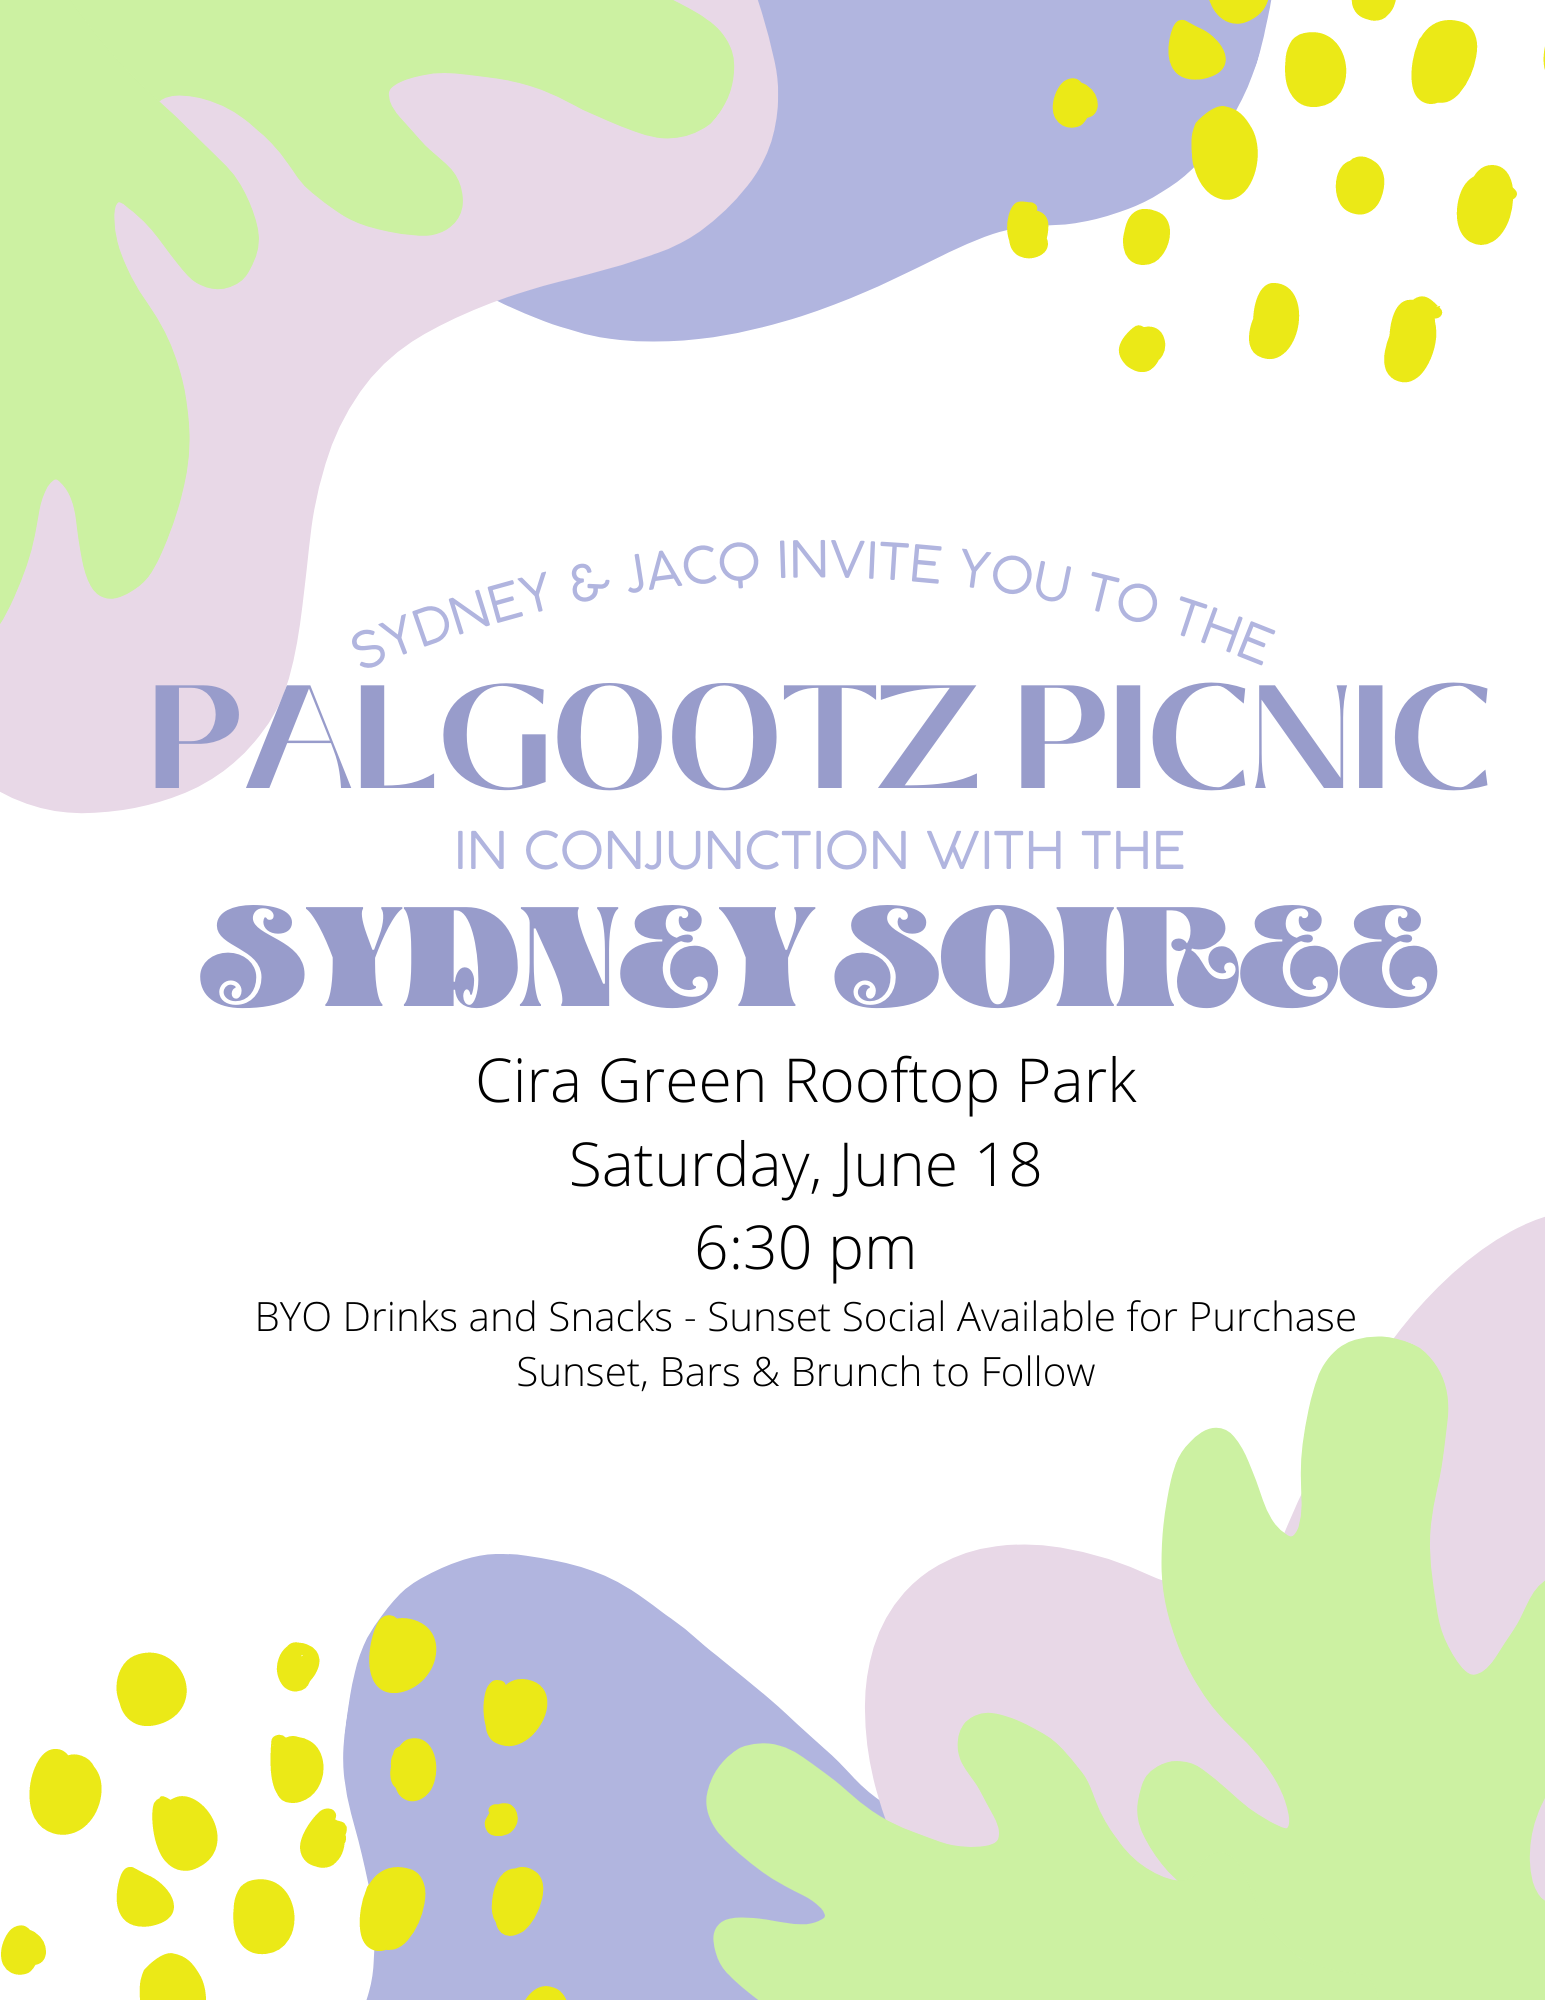 SYDNEY & JACQ INVITE YOU TO THE
PALGOOTZ PICNIC
IN CONJUNCTION WITH THE
SYDNEY SOIREE
Cira Green Rooftop Park
Saturday, June 18
6:30 pm
BYO Drinks and Snacks - Sunset Social Available for Purchase
Sunset, Bars & Brunch to Follow